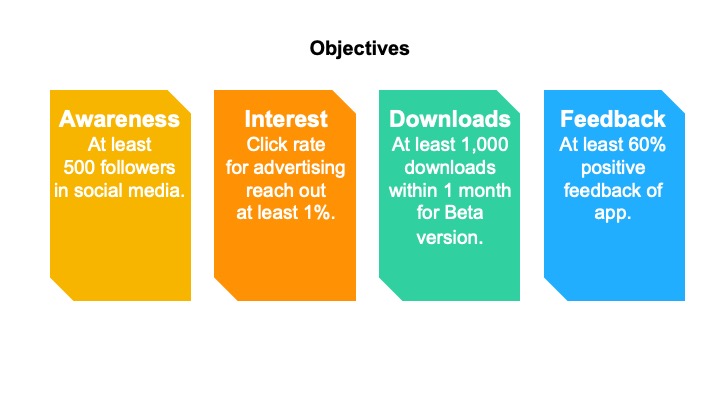 Objectives
Awareness
At least
500 followers
in social media.
Interest
Click rate
for advertising
reach out
at least 1%.
Downloads
At least 1,000
downloads
within 1 month
for Beta
version.
Feedback
At least 60%
positive
feedback of
app.